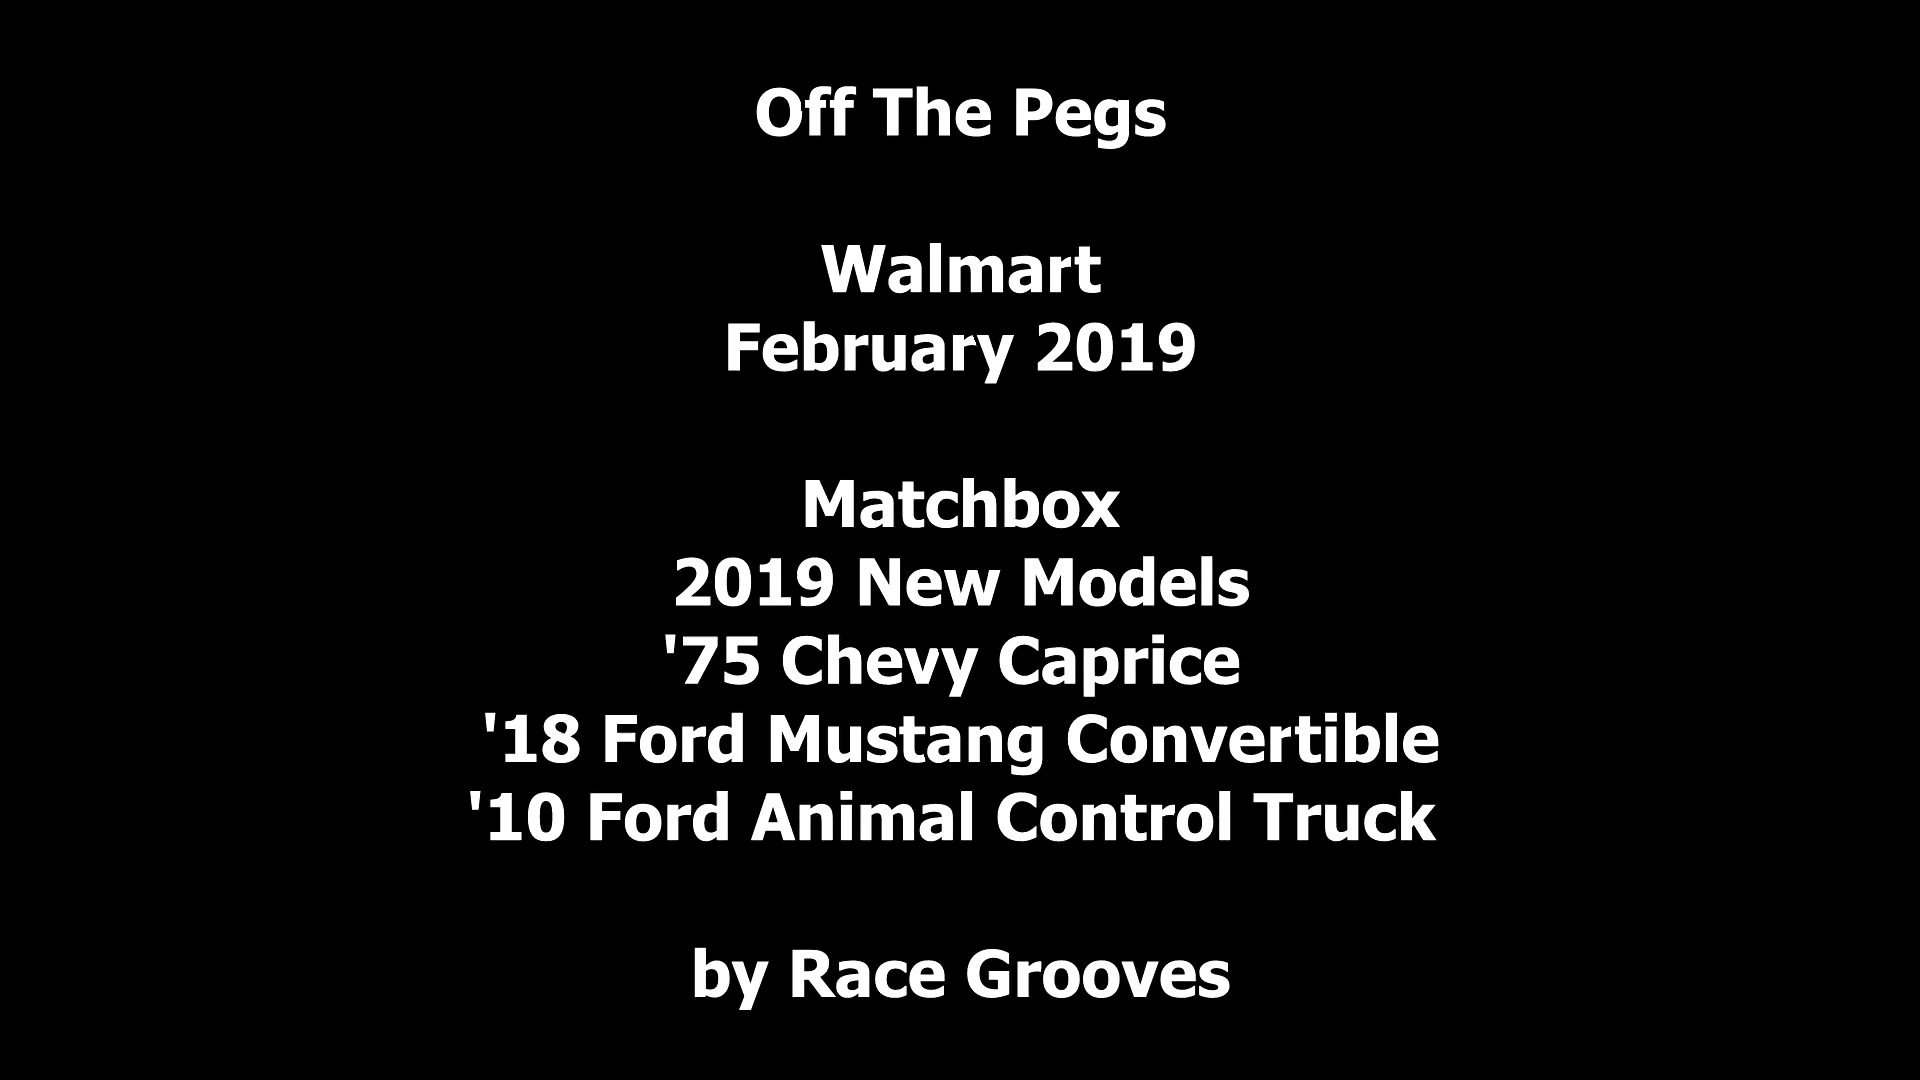 Off The Pegs
Walmart
February 2019
Matchbox
2019 New Models
'75 Chevy Caprice
'18 Ford Mustang Convertible
'10 Ford Animal Control Truck
by Race Grooves